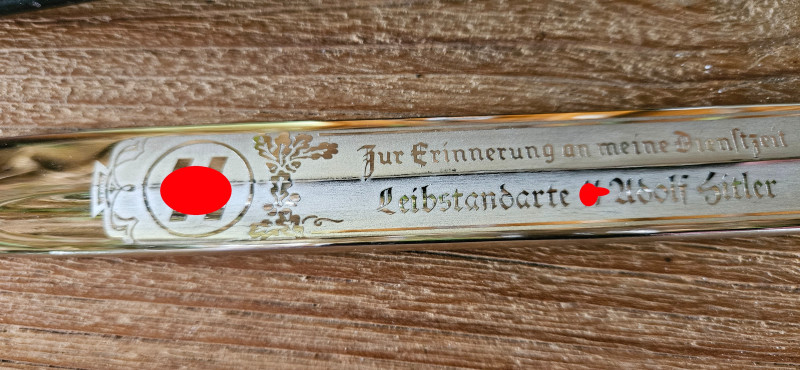 Zur Erinnerung an meine Dienstzeit
Leibstandarte Adolf Hitler